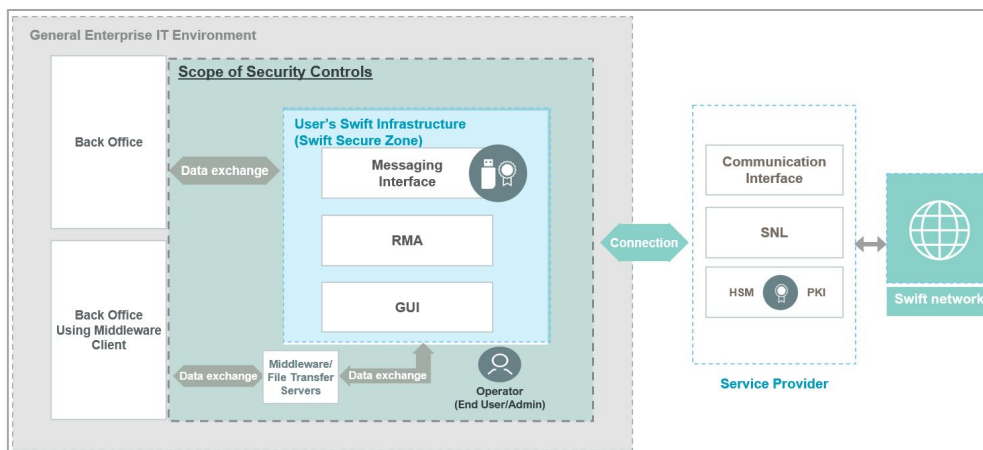 General Enterprise IT Environment
Scope of Security Controls
Back Office
User's Swift Infrastructure
(Swift Secure Zone)
Data exchange
Messaging
Interface
RMA
GUI
Back Office
Using Middleware
Client
Data exchange
Middleware/
File Transfer
Servers
Data exchange
Operator
(End User/Admin)
Connection
Communication
Interface
SNL
HSM
PKI
Service Provider
Swift network